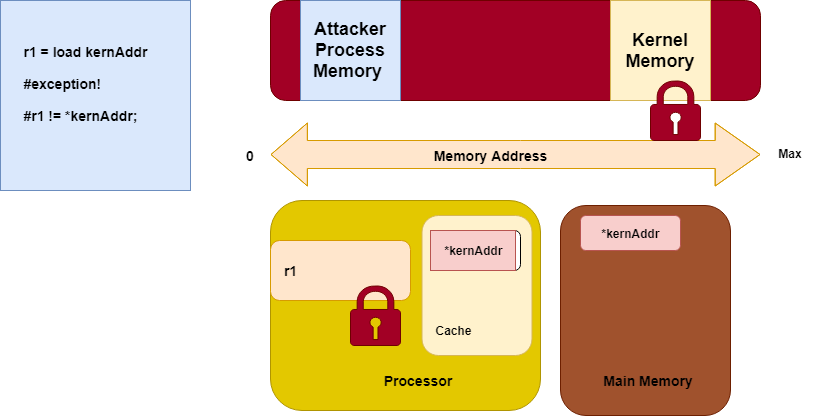 r1 = load kernAddr
#exception!
#r1 != *kernAddr;
Attacker
Process
Memory
Kernel
Memory
0
Memory Address
Max
r1
*kernAddr
Cache
Processor
*kernAddr
Main Memory